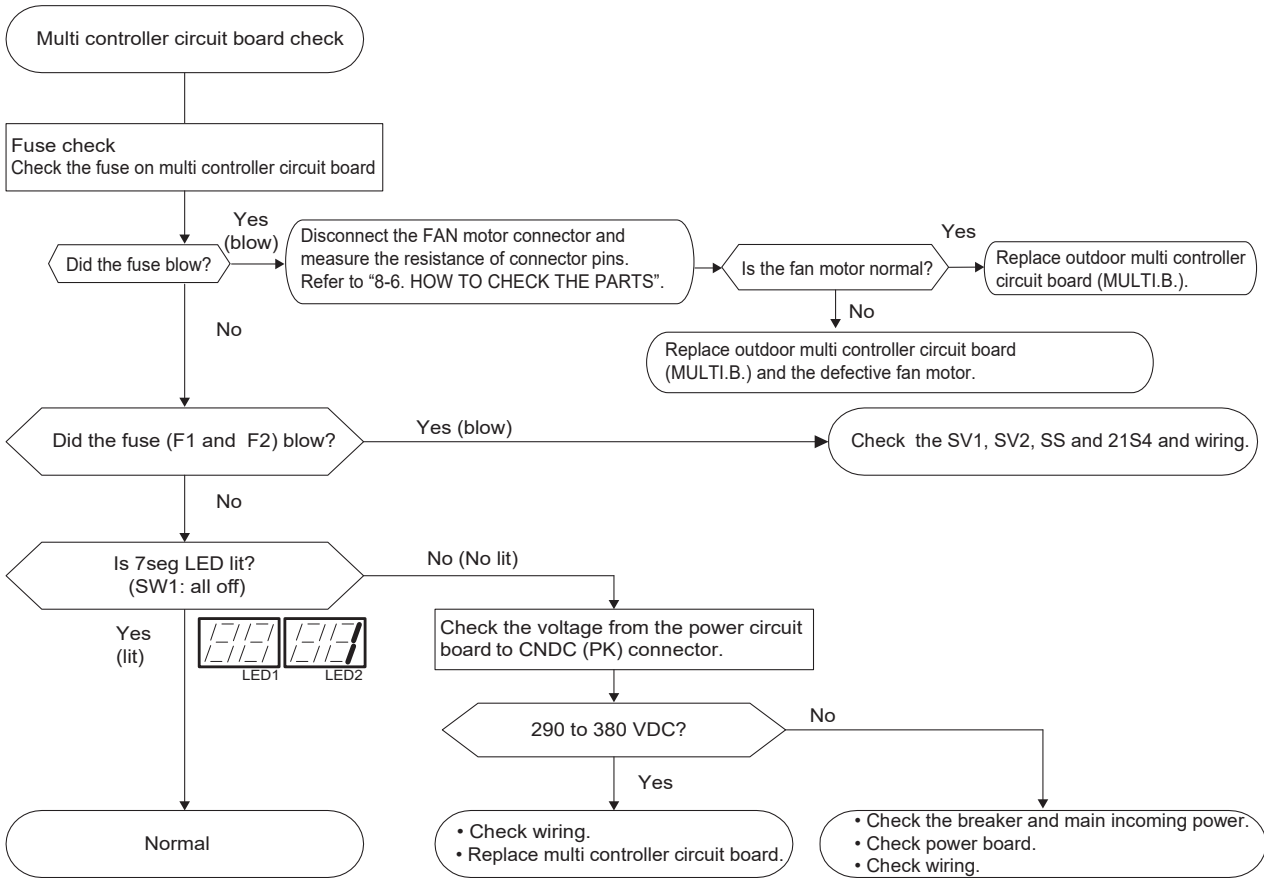 Multi controller circuit board check
Fuse check
Check the fuse on multi controller circuit board
Did the fuse blow?
Yes
(blow)
Disconnect the FAN motor connector and
measure the resistance of connector pins.
Refer to “8-6. HOW TO CHECK THE PARTS”.
Is the fan motor normal?
Yes
Replace outdoor multi controller
circuit board (MULTI.B.).
No
Replace outdoor multi controller circuit board
(MULTI.B.) and the defective fan motor.
No
Did the fuse (F1 and F2) blow?
Yes (blow)
Check the SV1, SV2, SS and 21S4 and wiring.
No
Is 7seg LED lit?
(SW1: all off)
No (No lit)
Yes
(lit)
LED1
LED2
Check the voltage from the power circuit
board to CNDC (PK) connector.
290 to 380 VDC?
No
Yes
Normal
• Check wiring.
• Replace multi controller circuit board.
• Check the breaker and main incoming power.
• Check power board.
• Check wiring.